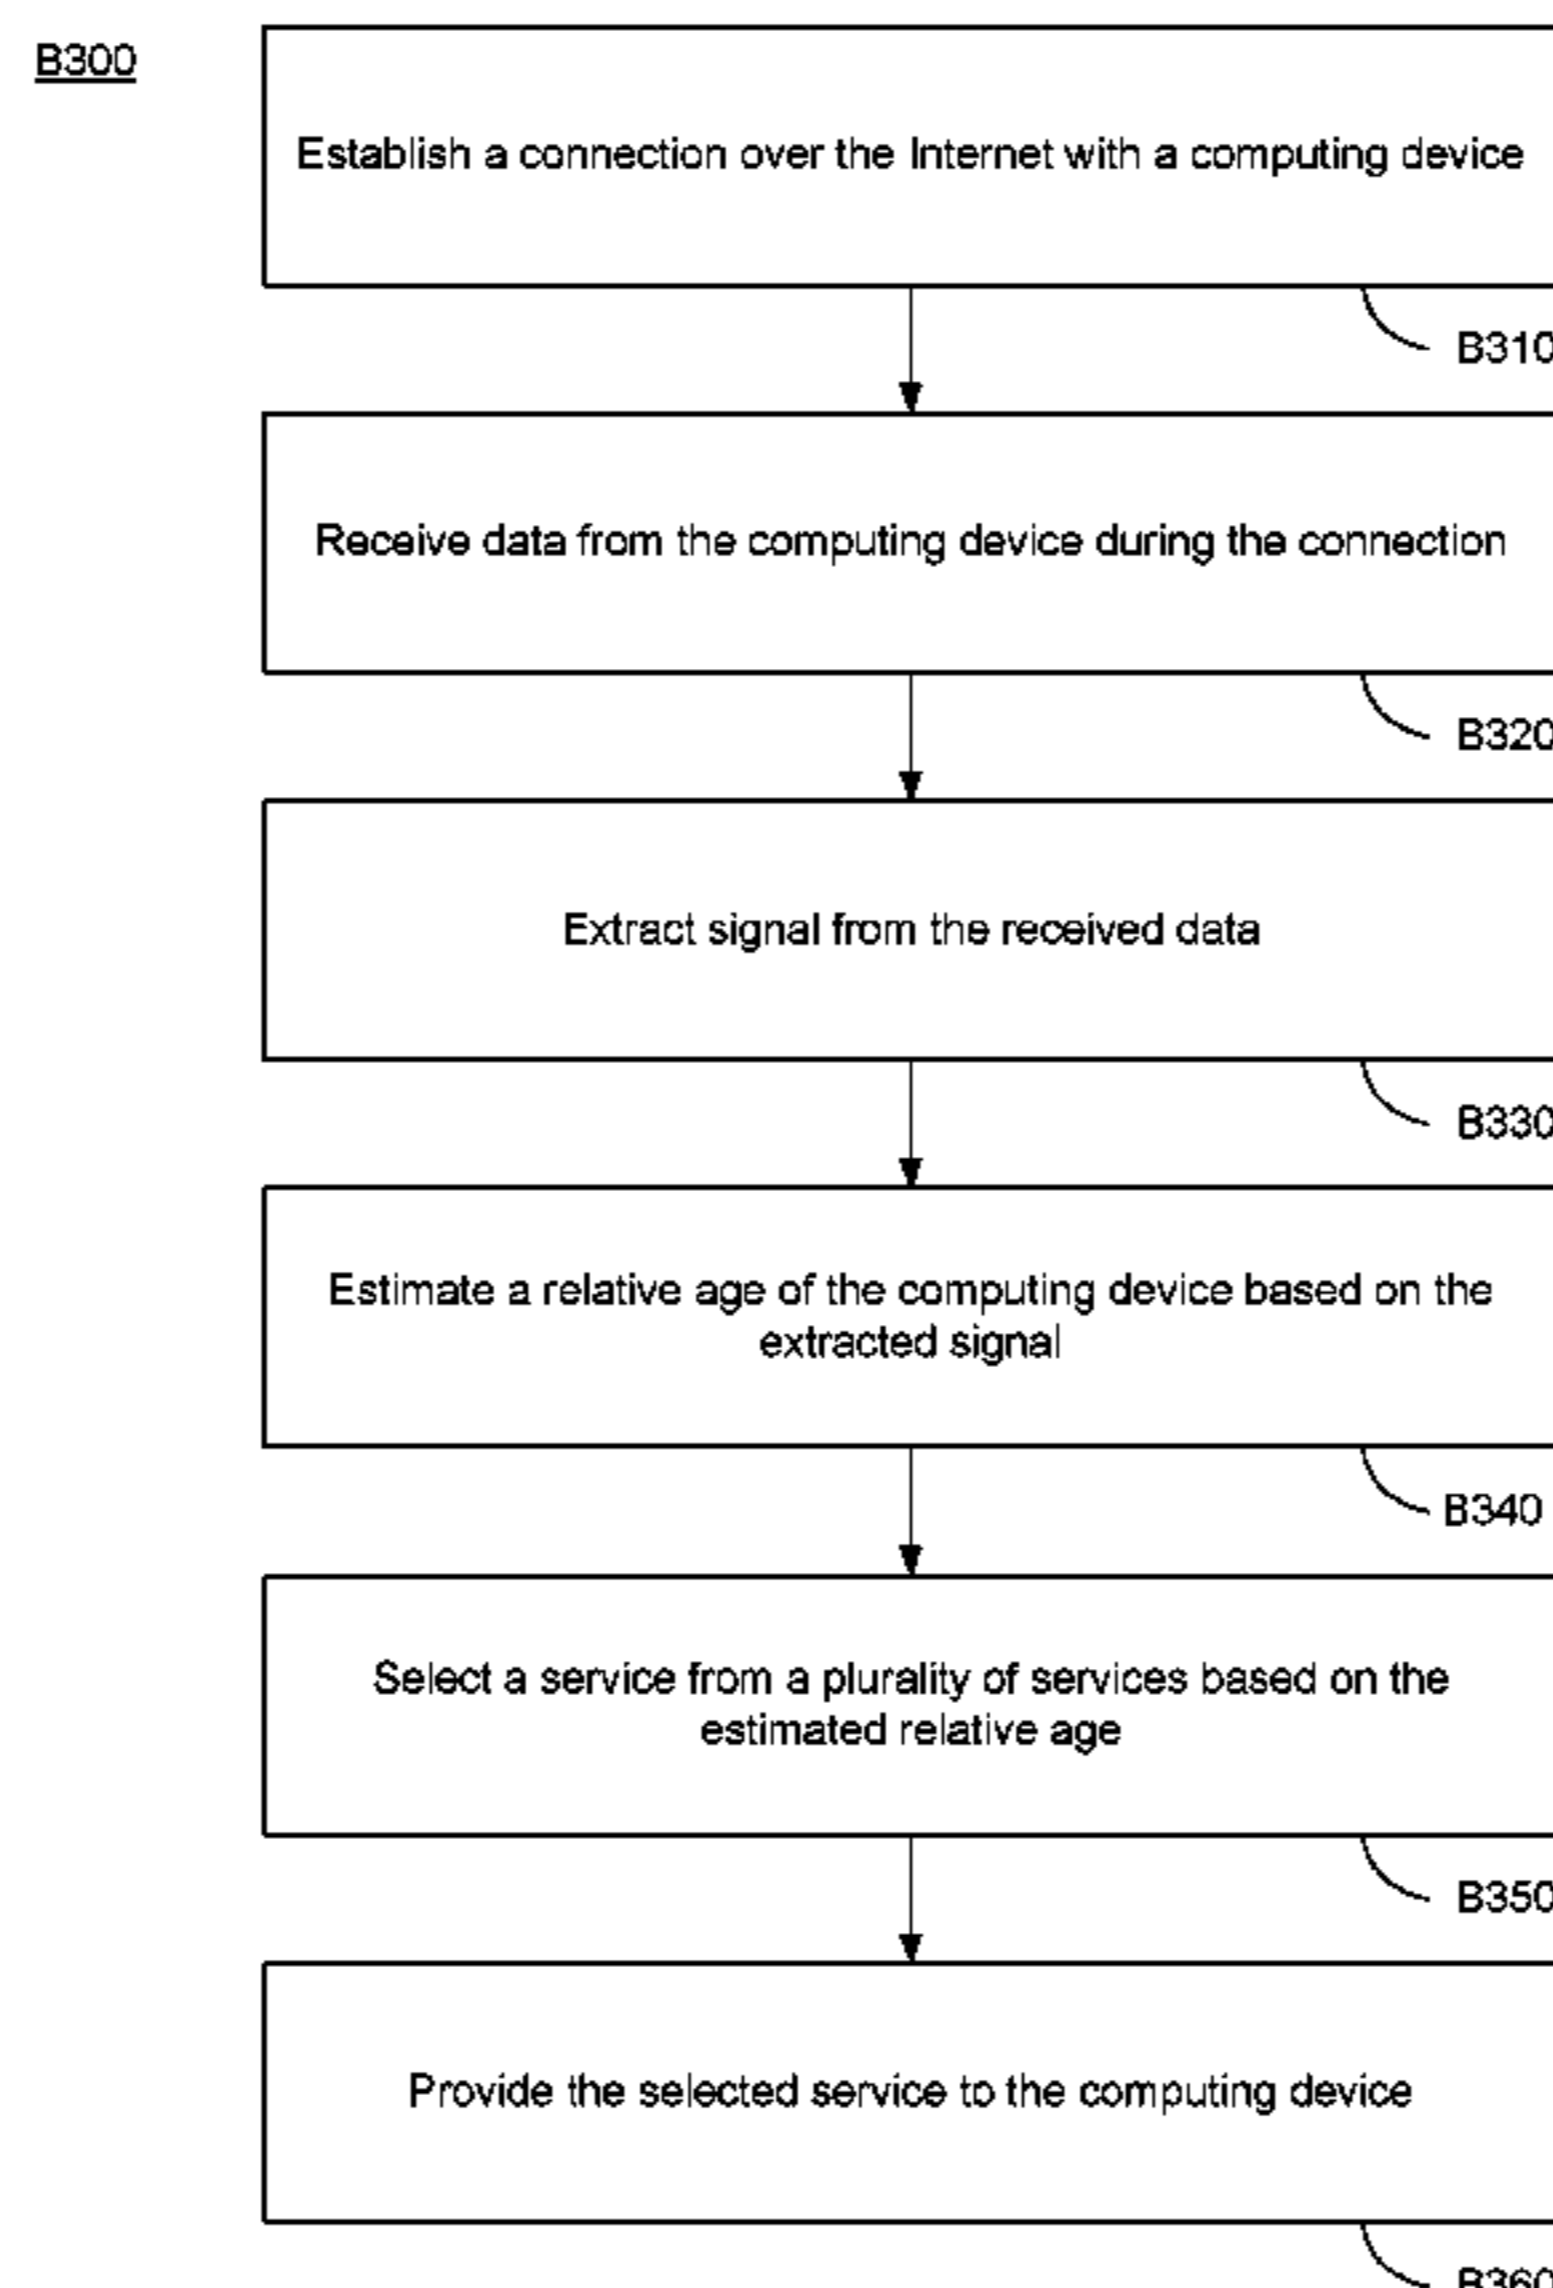 B300
Establish a connection over the Internet with a computing device
B310
Receive data from the computing device during the connection
B320
Extract signal from the received data
B330
Estimate a relative age of the computing device based on the
extracted signal
B340
Select a service from a plurality of services based on the
estimated relative age
B350
Provide the selected service to the computing device
B360